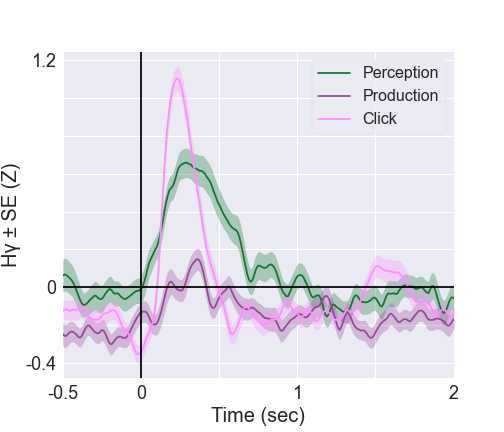 1.2
Perception
Production
Click
Hγ ± SE (Z)
0
-0.4
-0.5 0 1 2
Time (sec)